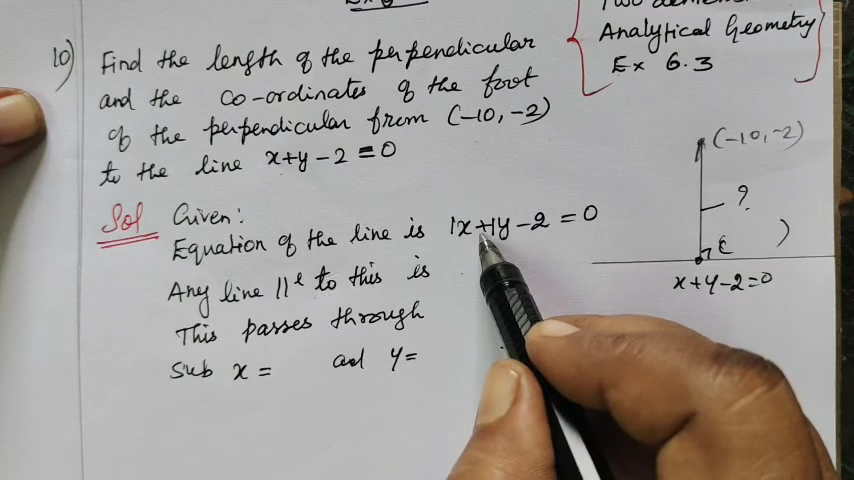 Two
Analytical Geometry
Ex 6.3
10) Find the length of the perpendicular
and the co-ordinates of the foot
of the perpendicular from (-10, -2)
to the line x+y-2=0
Sol Given:
Equation of the line is 1x+1y-2=0
Any line ||l to this is
This passes through
Sub x= ad y=
(-10, -2)
?
)
x+y-2=0